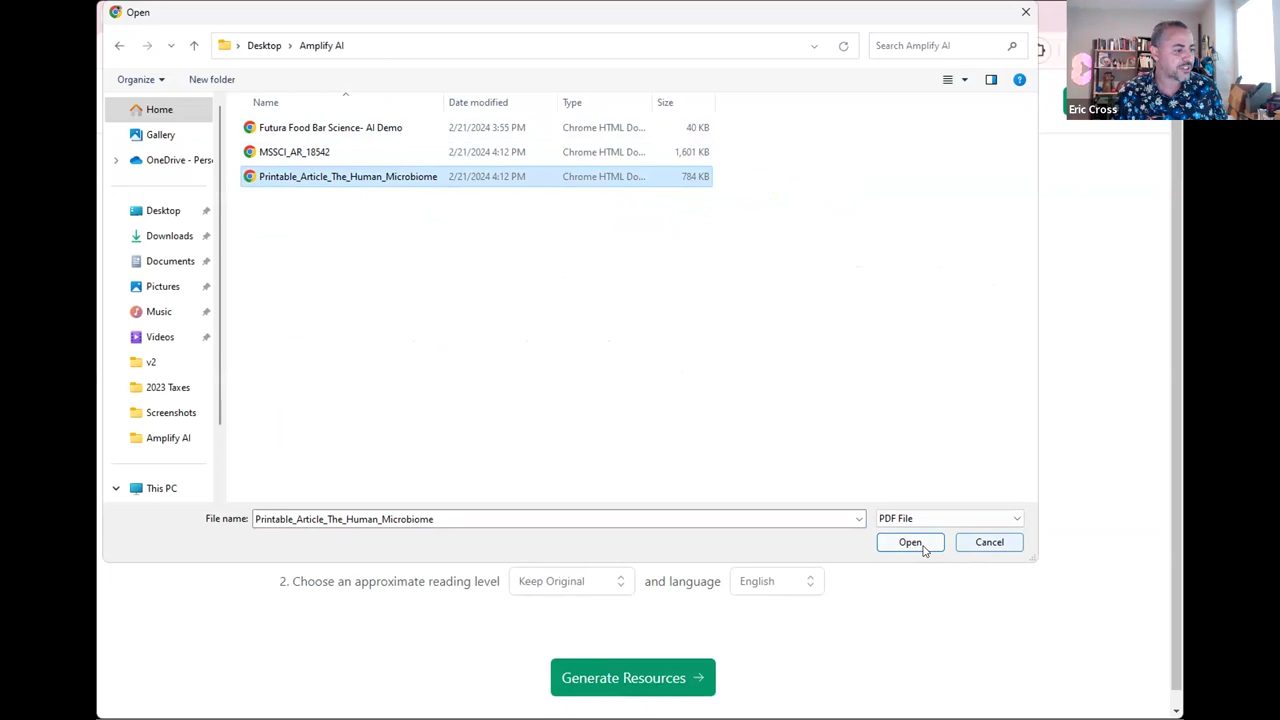 Open
Desktop > Amplify AI
Search Amplify AI
Eric Cross
Organize
New folder
Name Date modified Type Size
Home
Gallery
OneDrive - Pers
Desktop
Downloads
Documents
Pictures
Music
Videos
v2
2023 Taxes
Screenshots
Amplify AI
This PC
Futura Food Bar Science- AI Demo 2/21/2024 3:55 PM Chrome HTML Do... 40 KB
MSSCI_AR_18542 2/21/2024 4:12 PM Chrome HTML Do... 1,601 KB
Printable_Article_The_Human_Microbiome 2/21/2024 4:12 PM Chrome HTML Do... 784 KB
File name: Printable_Article_The_Human_Microbiome PDF File
Open Cancel
2. Choose an approximate reading level Keep Original and language English
Generate Resources →